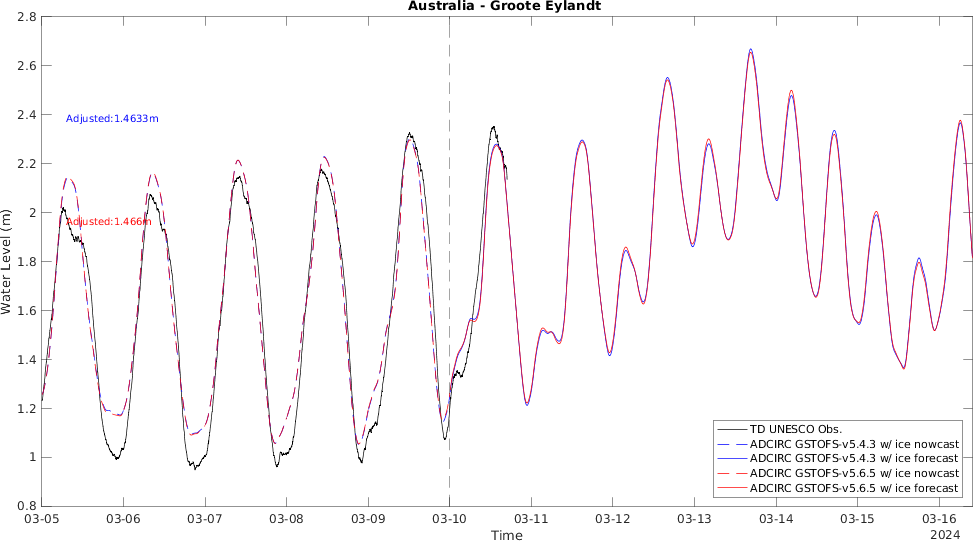 Australia - Groote Eylandt
2.8
2.6
2.4
2.2
2
1.8
1.6
1.4
1.2
1
0.8
Water Level (m)
Adjusted:1.4633m
Adjusted:1.466m
TD UNESCO Obs.
ADCIRC GSTOFS-v5.4.3 w/ ice nowcast
ADCIRC GSTOFS-v5.4.3 w/ ice forecast
ADCIRC GSTOFS-v5.6.5 w/ ice nowcast
ADCIRC GSTOFS-v5.6.5 w/ ice forecast
03-05 03-06 03-07 03-08 03-09 03-10 03-11 03-12 03-13 03-14 03-15 03-16
Time
2024